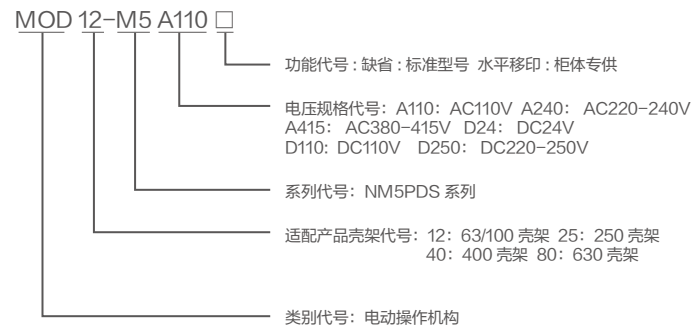 MOD 12-M5 A110 □
功能代号：缺省：标准型号 水平移印：柜体专供
电压规格代号：A110：AC110V A240：AC220-240V
A415：AC380-415V D24：DC24V
D110: DC110V D250：DC220-250V
系列代号：NM5PDS 系列
适配产品壳架代号：12：63/100 壳架 25：250 壳架
40：400 壳架 80：630 壳架
类别代号：电动操作机构